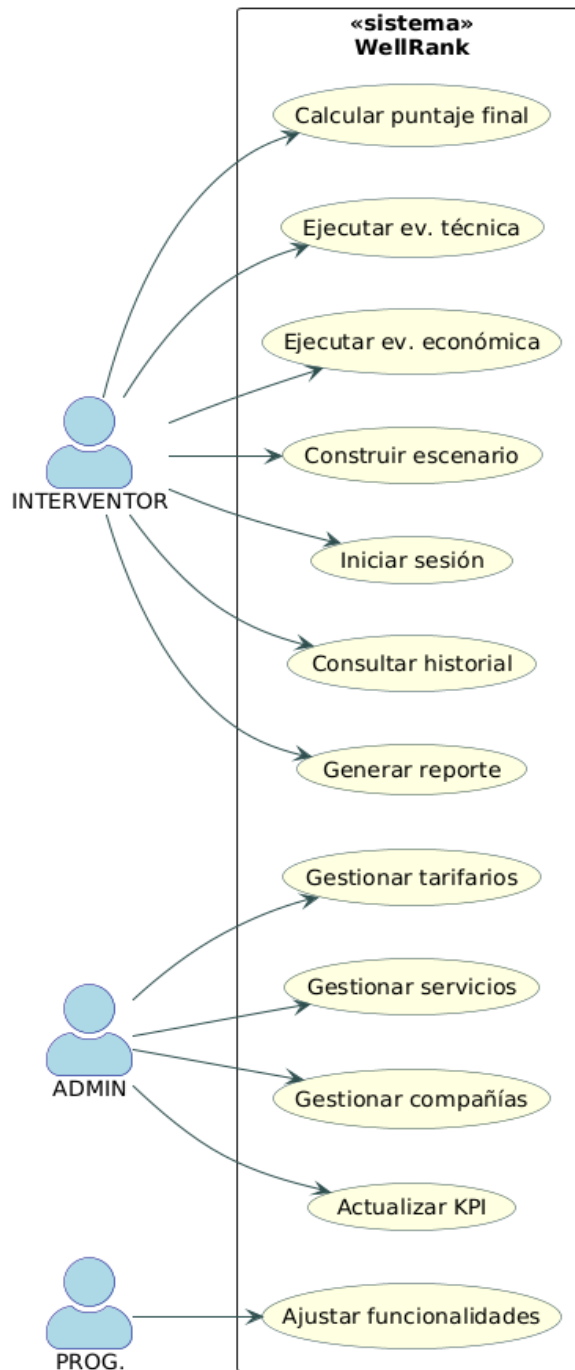 «sistema»
WellRank
Calcular puntaje final
Ejecutar ev. técnica
Ejecutar ev. económica
Construir escenario
INTERVENTOR
Iniciar sesión
Consultar historial
Generar reporte
Gestionar tarifarios
Gestionar servicios
ADMIN
Gestionar compañías
Actualizar KPI
Ajustar funcionalidades
PROG.